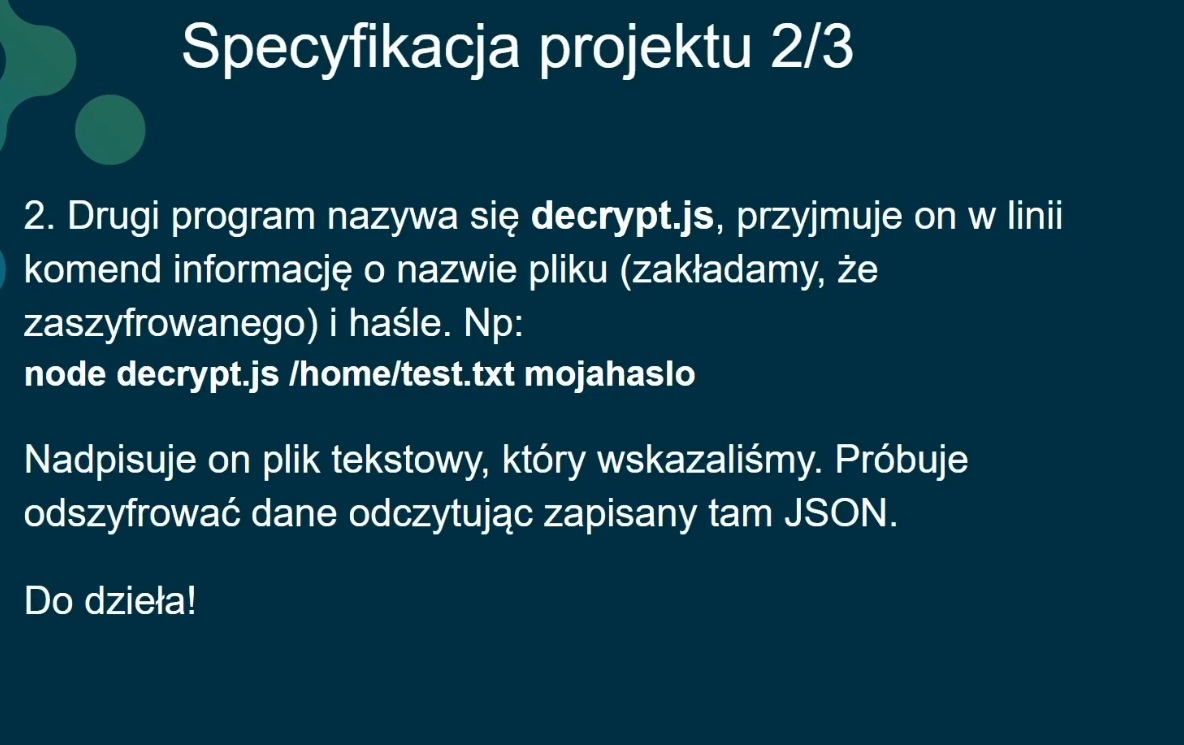 Specyfikacja projektu 2/3
2. Drugi program nazywa się decrypt.js, przyjmuje on w linii
komend informację o nazwie pliku (zakładamy, że
zaszyfrowanego) i haśle. Np:
node decrypt.js /home/test.txt mojahaslo
Nadpisuje on plik tekstowy, który wskazaliśmy. Próbuje
odszyfrować dane odczytując zapisany tam JSON.
Do dzieła!